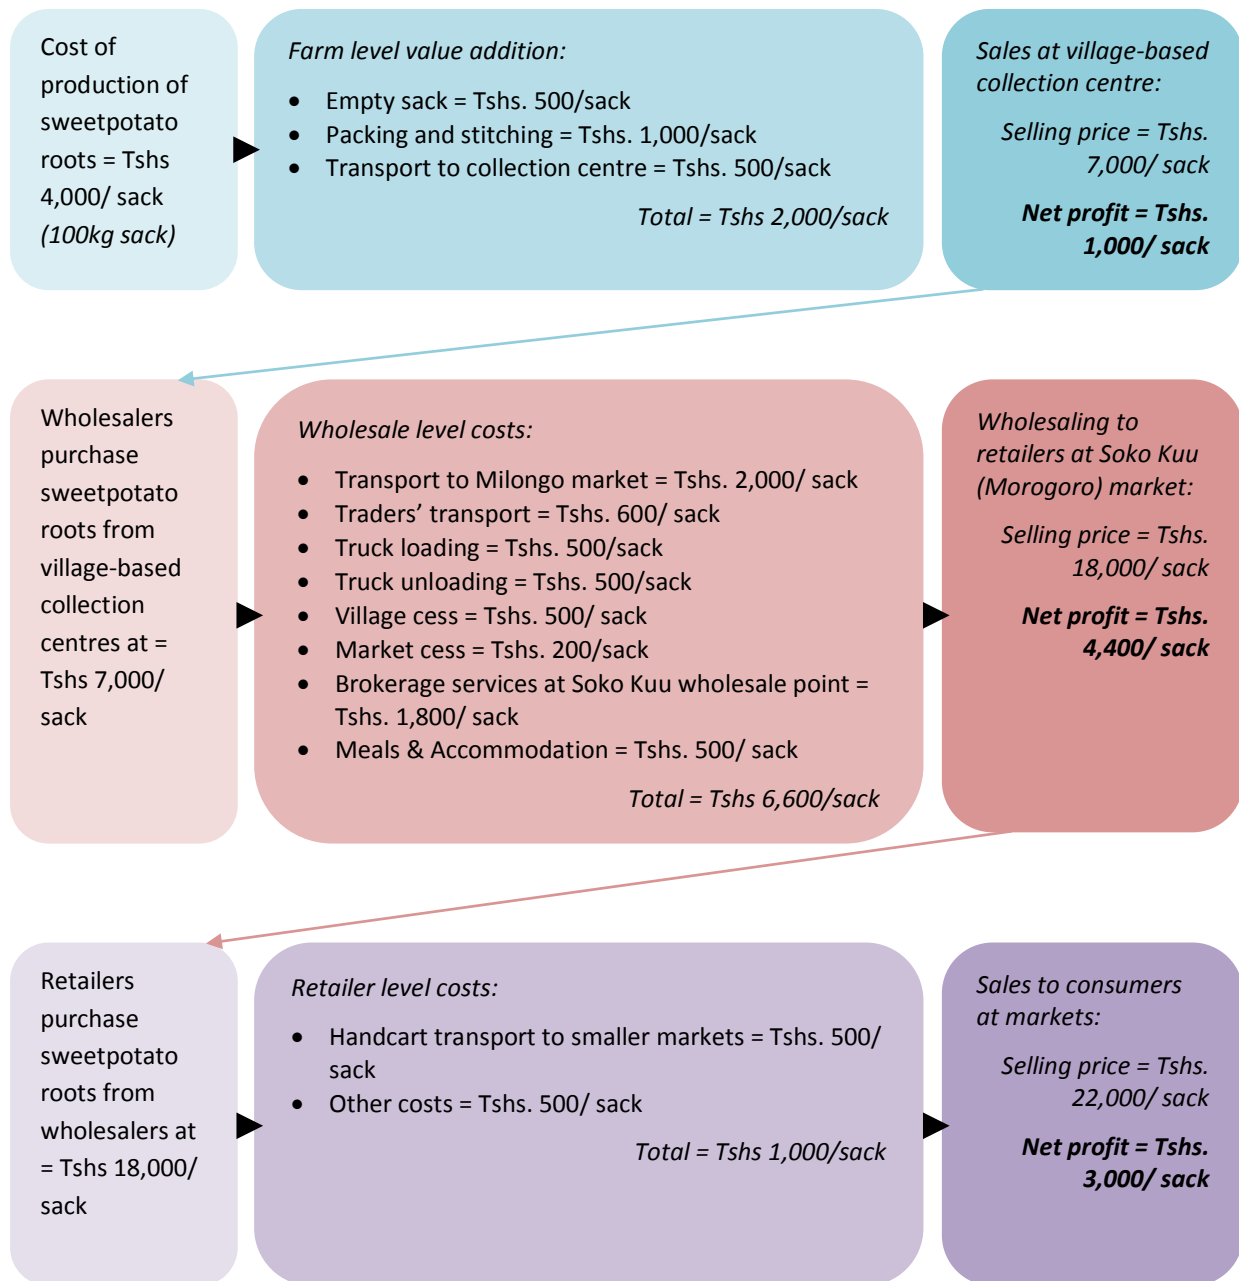 Cost of
production of
sweetpotato
roots = Tshs
4,000/ sack
(100kg sack)
Farm level value addition:
• Empty sack = Tshs. 500/sack
• Packing and stitching = Tshs. 1,000/sack
• Transport to collection centre = Tshs. 500/sack
Total = Tshs 2,000/sack
Sales at village-based
collection centre:
Selling price = Tshs.
7,000/ sack
Net profit = Tshs.
1,000/ sack
Wholesalers
purchase
sweetpotato
roots from
village-based
collection
centres at =
Tshs 7,000/
sack
Wholesale level costs:
• Transport to Milongo market = Tshs. 2,000/ sack
• Traders’ transport = Tshs. 600/ sack
• Truck loading = Tshs. 500/sack
• Truck unloading = Tshs. 500/sack
• Village cess = Tshs. 500/ sack
• Market cess = Tshs. 200/sack
• Brokerage services at Soko Kuu wholesale point =
Tshs. 1,800/ sack
• Meals & Accommodation = Tshs. 500/ sack
Total = Tshs 6,600/sack
Wholesaling to
retailers at Soko Kuu
(Morogoro) market:
Selling price = Tshs.
18,000/ sack
Net profit = Tshs.
4,400/ sack
Retailers
purchase
sweetpotato
roots from
wholesalers at
= Tshs 18,000/
sack
Retailer level costs:
• Handcart transport to smaller markets = Tshs. 500/
sack
• Other costs = Tshs. 500/ sack
Total = Tshs 1,000/sack
Sales to consumers
at markets:
Selling price = Tshs.
22,000/ sack
Net profit = Tshs.
3,000/ sack